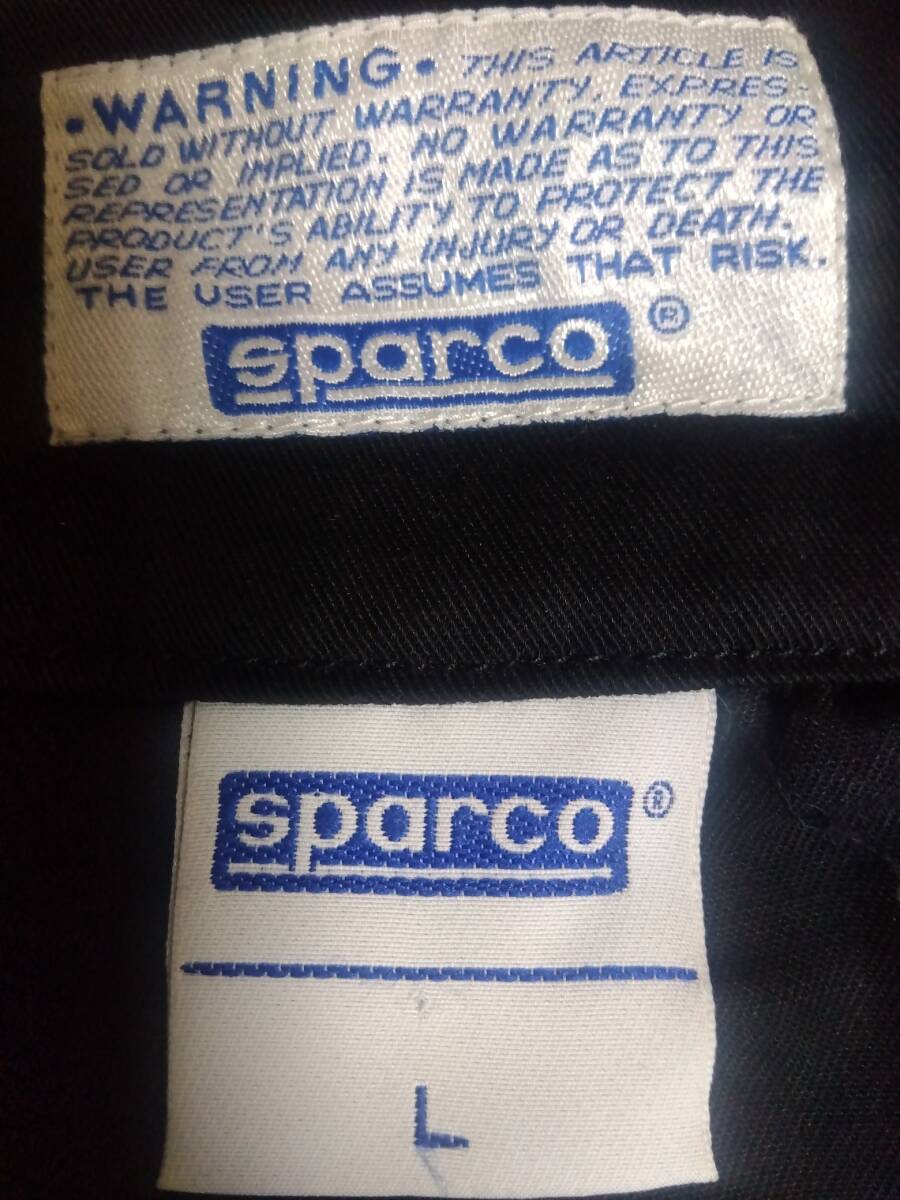 •WARNING• THIS ARTICLE IS
SOLD WITHOUT WARRANTY, EXPRES-
SED OR IMPLIED. NO WARRANTY OR
REPRESENTATION IS MADE AS TO THIS
PRODUCT'S ABILITY TO PROTECT THE
USER FROM ANY INJURY OR DEATH.
THE USER ASSUMES THAT RISK.
sparco ®
sparco ®
L